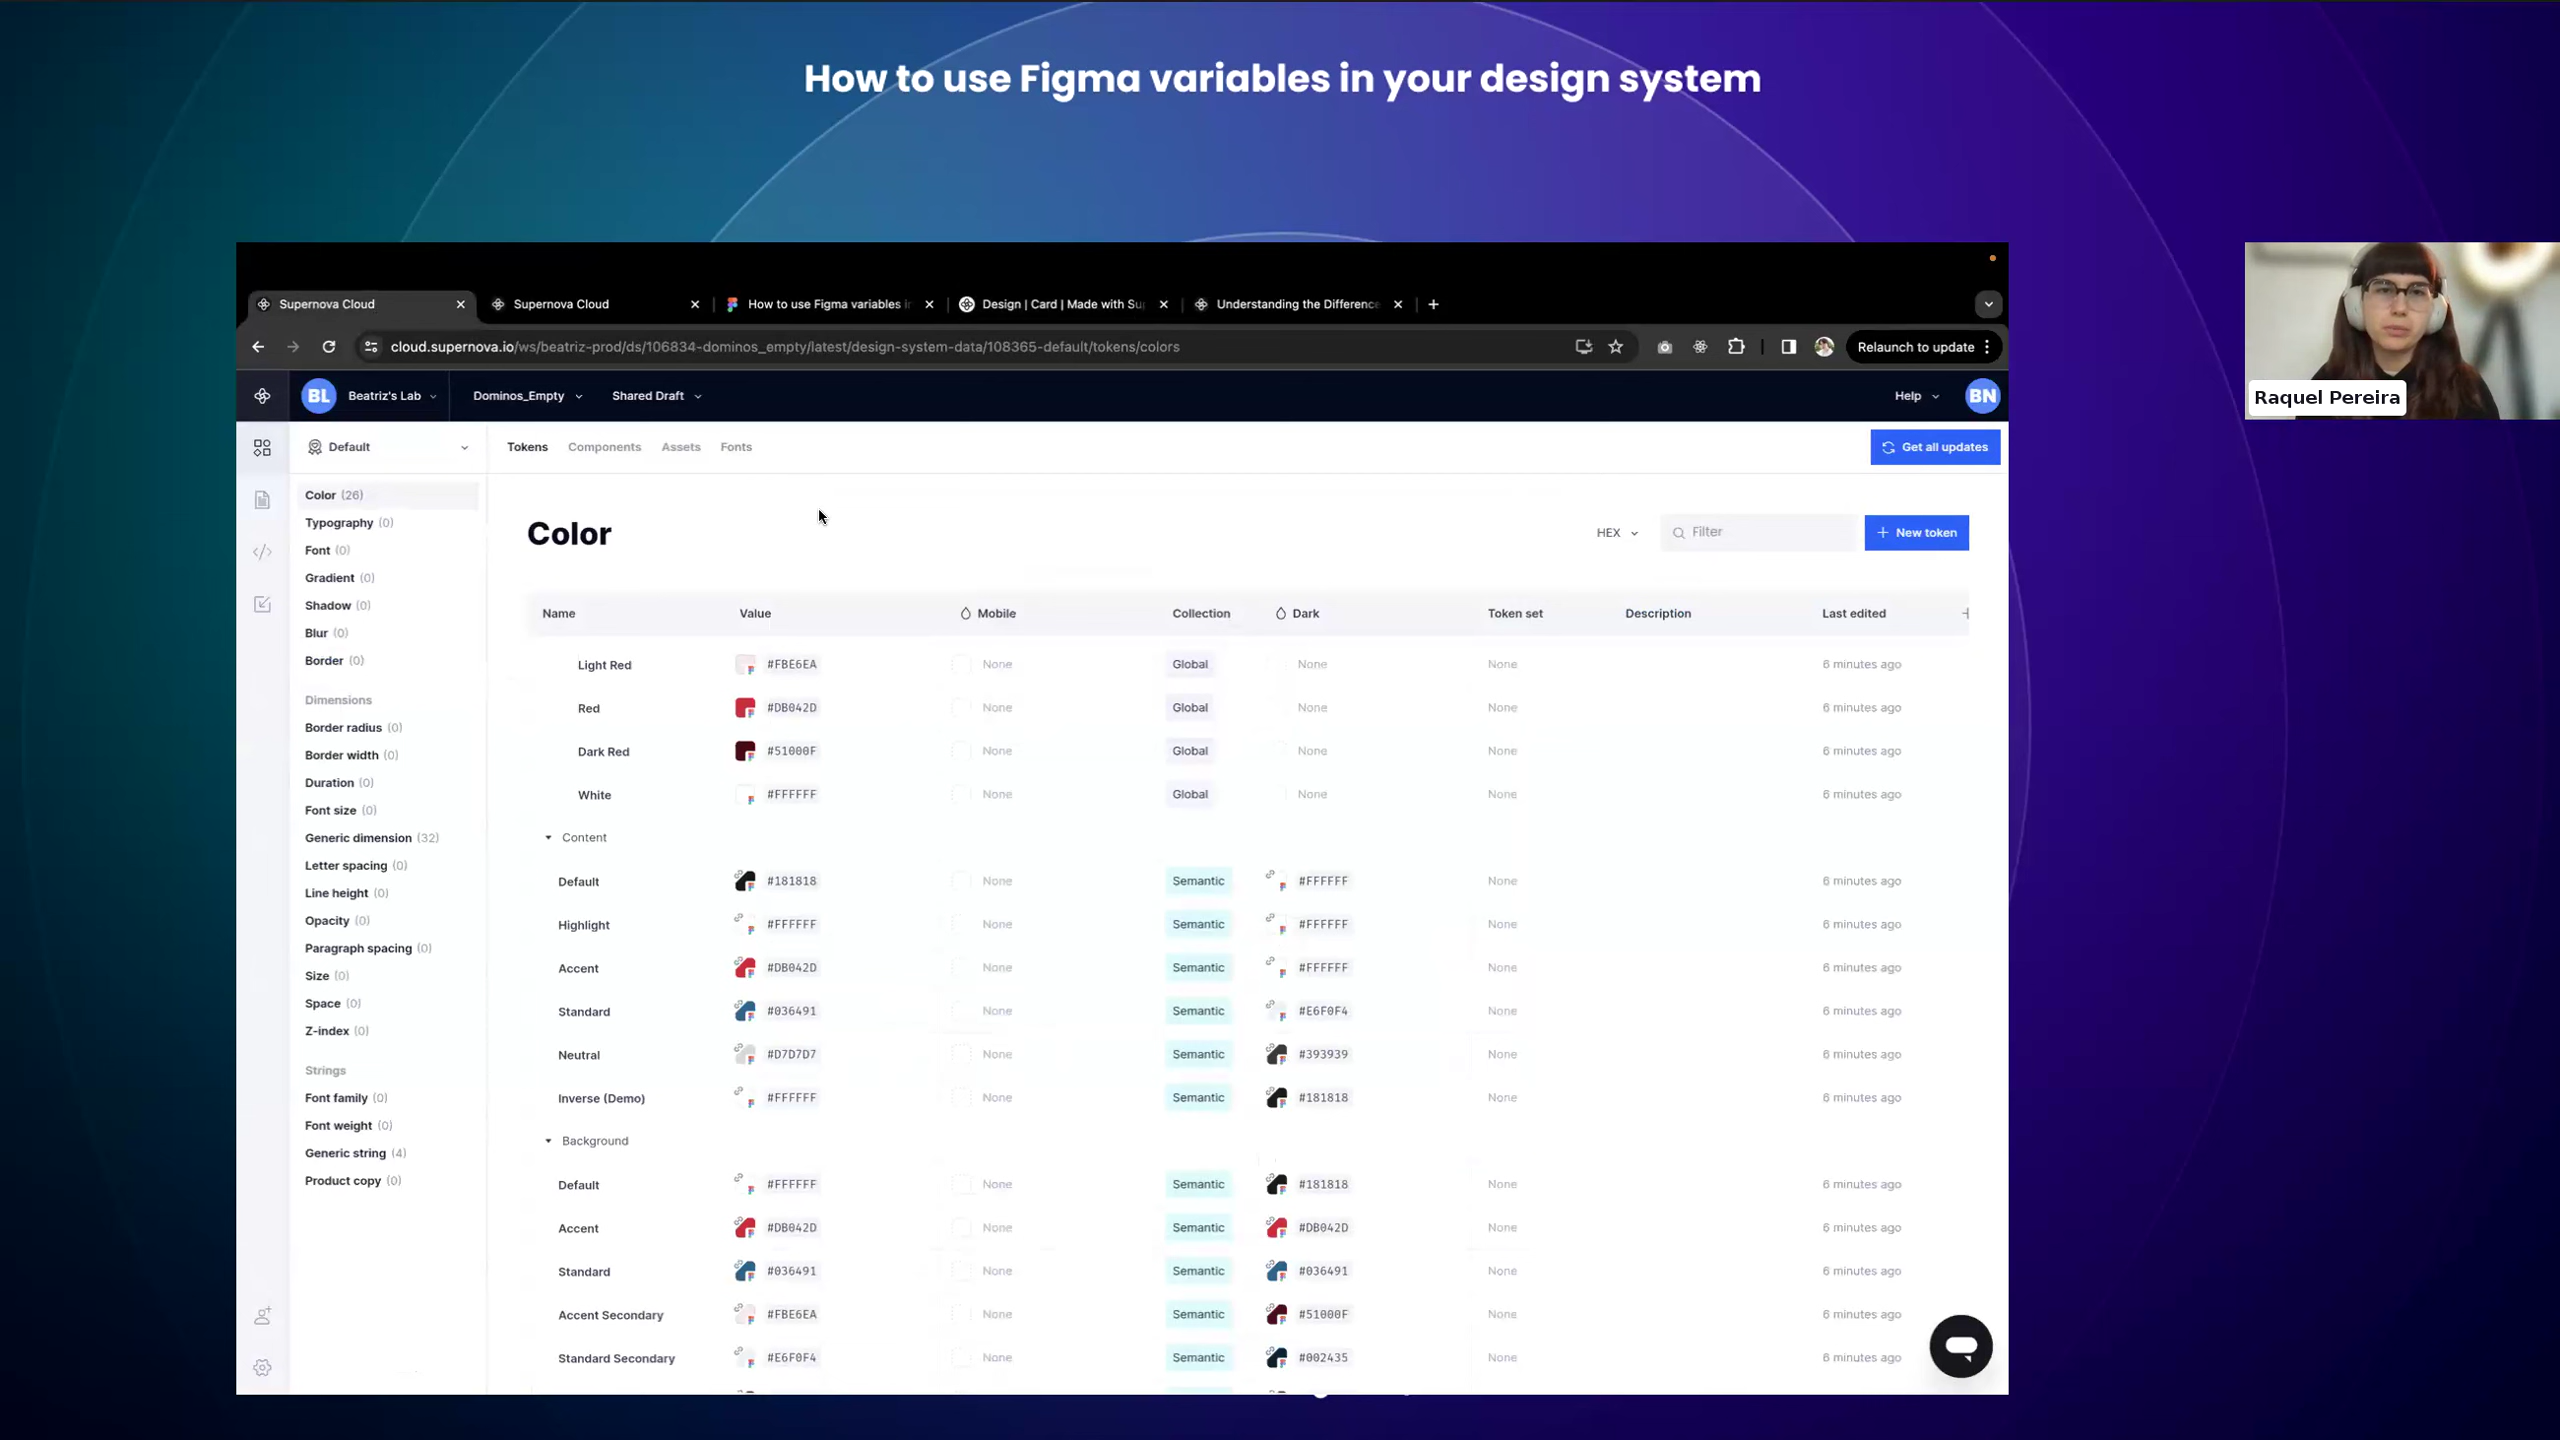 How to use Figma variables in your design system
Supernova Cloud
Supernova Cloud
How to use Figma variables i
Design | Card | Made with Su
Understanding the Difference
cloud.supernova.io/ws/beatriz-prod/ds/106834-dominos_empty/latest/design-system-data/108365-default/tokens/colors
Relaunch to update
BL Beatriz's Lab Dominos_Empty Shared Draft Help BN
Default Tokens Components Assets Fonts Get all updates
Color (26)
Typography (0)
Font (0)
Gradient (0)
Shadow (0)
Blur (0)
Border (0)
Dimensions
Border radius (0)
Border width (0)
Duration (0)
Font size (0)
Generic dimension (32)
Letter spacing (0)
Line height (0)
Opacity (0)
Paragraph spacing (0)
Size (0)
Space (0)
Z-index (0)
Strings
Font family (0)
Font weight (0)
Generic string (4)
Product copy (0)
Color HEX Filter New token
Name Value Mobile Collection Dark Token set Description Last edited
Light Red #FBE6EA None Global None None 6 minutes ago
Red #DB042D None Global None None 6 minutes ago
Dark Red #51000F None Global None None 6 minutes ago
White #FFFFFF None Global None None 6 minutes ago
Content
Default #181818 None Semantic #FFFFFF None 6 minutes ago
Highlight #FFFFFF None Semantic #FFFFFF None 6 minutes ago
Accent #DB042D None Semantic #FFFFFF None 6 minutes ago
Standard #036491 None Semantic #E6F0F4 None 6 minutes ago
Neutral #D7D7D7 None Semantic #393939 None 6 minutes ago
Inverse (Demo) #FFFFFF None Semantic #181818 None 6 minutes ago
Background
Default #FFFFFF None Semantic #181818 None 6 minutes ago
Accent #DB042D None Semantic #DB042D None 6 minutes ago
Standard #036491 None Semantic #036491 None 6 minutes ago
Accent Secondary #FBE6EA None Semantic #51000F None 6 minutes ago
Standard Secondary #E6F0F4 None Semantic #002435 None 6 minutes ago
Raquel Pereira